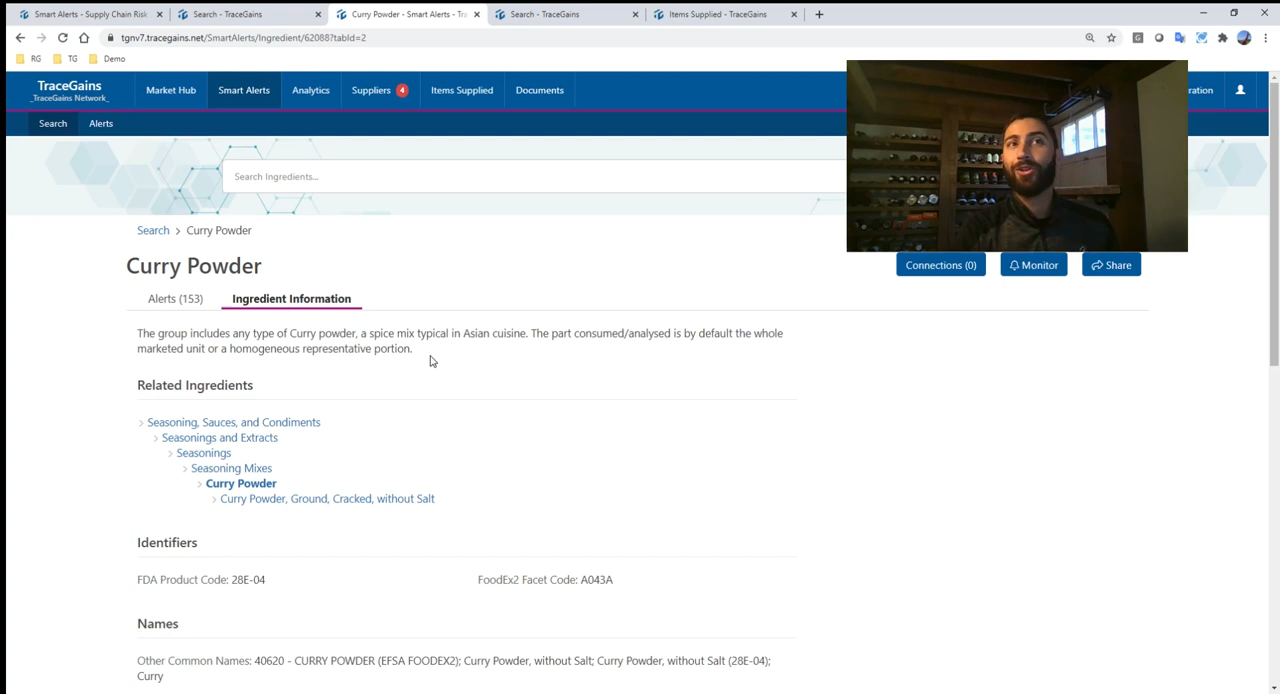 Smart Alerts - Supply Chain Risk
Search - TraceGains
Curry Powder - Smart Alerts - Tra
Search - TraceGains
Items Supplied - TraceGains
tgnv7.tracegains.net/SmartAlerts/Ingredient/62088?tabId=2
RG TG Demo
TraceGains
_TraceGains Network_
Market Hub Smart Alerts Analytics Suppliers 4 Items Supplied Documents ration
Search Alerts
Search Ingredients...
Search > Curry Powder
Curry Powder
Connections (0) Monitor Share
Alerts (153) Ingredient Information
The group includes any type of Curry powder, a spice mix typical in Asian cuisine. The part consumed/analysed is by default the whole
marketed unit or a homogeneous representative portion.
Related Ingredients
Seasoning, Sauces, and Condiments
Seasonings and Extracts
Seasonings
Seasoning Mixes
Curry Powder
Curry Powder, Ground, Cracked, without Salt
Identifiers
FDA Product Code: 28E-04 FoodEx2 Facet Code: A043A
Names
Other Common Names: 40620 - CURRY POWDER (EFSA FOODEX2); Curry Powder, without Salt; Curry Powder, without Salt (28E-04);
Curry